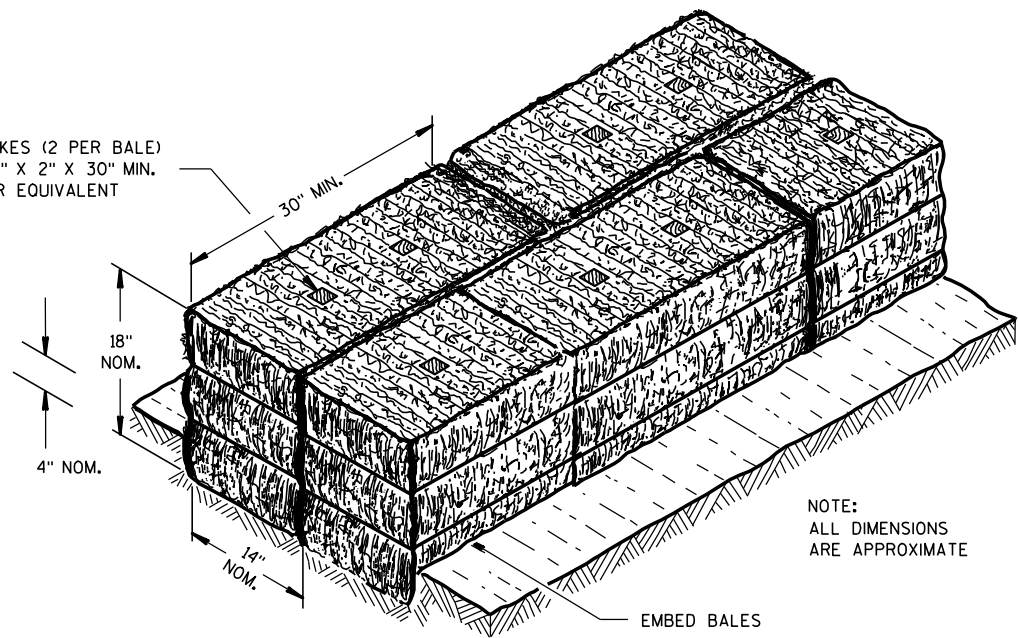 KES (2 PER BALE)
" X 2" X 30" MIN.
R EQUIVALENT
30" MIN.
18"
NOM.
4" NOM.
14"
NOM.
NOTE:
ALL DIMENSIONS
ARE APPROXIMATE
EMBED BALES